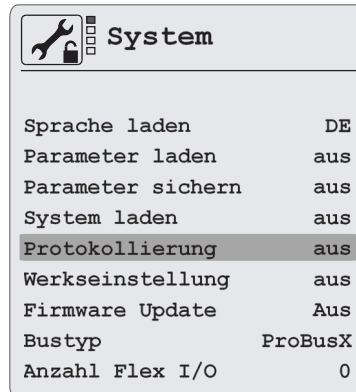 System
Sprache laden DE
Parameter laden aus
Parameter sichern aus
System laden aus
Protokollierung aus
Werkseinstellung aus
Firmware Update Aus
Bustyp ProBusX
Anzahl Flex I/O 0